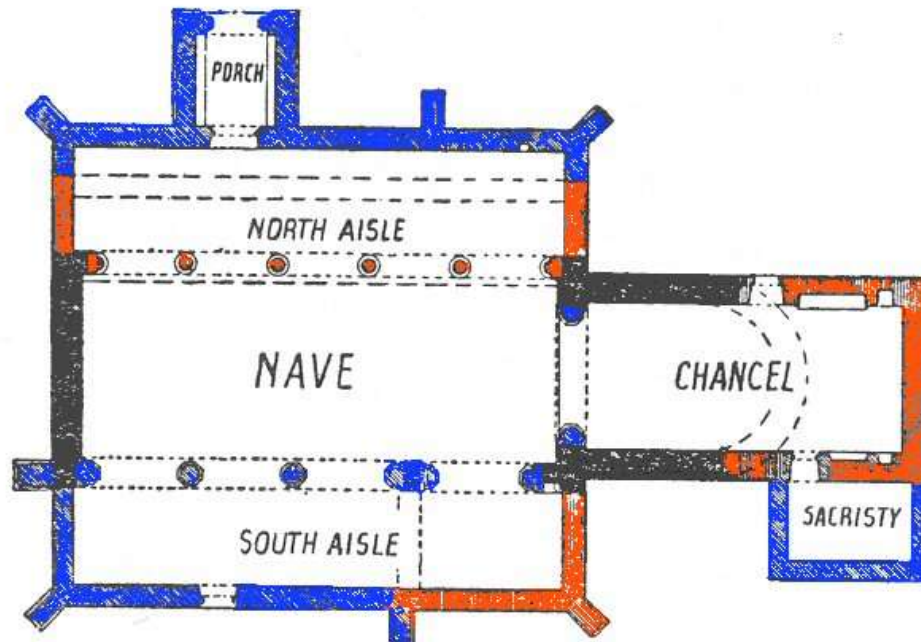 PORCH
NORTH AISLE
NAVE
CHANCEL
SOUTH AISLE
SACRISTY